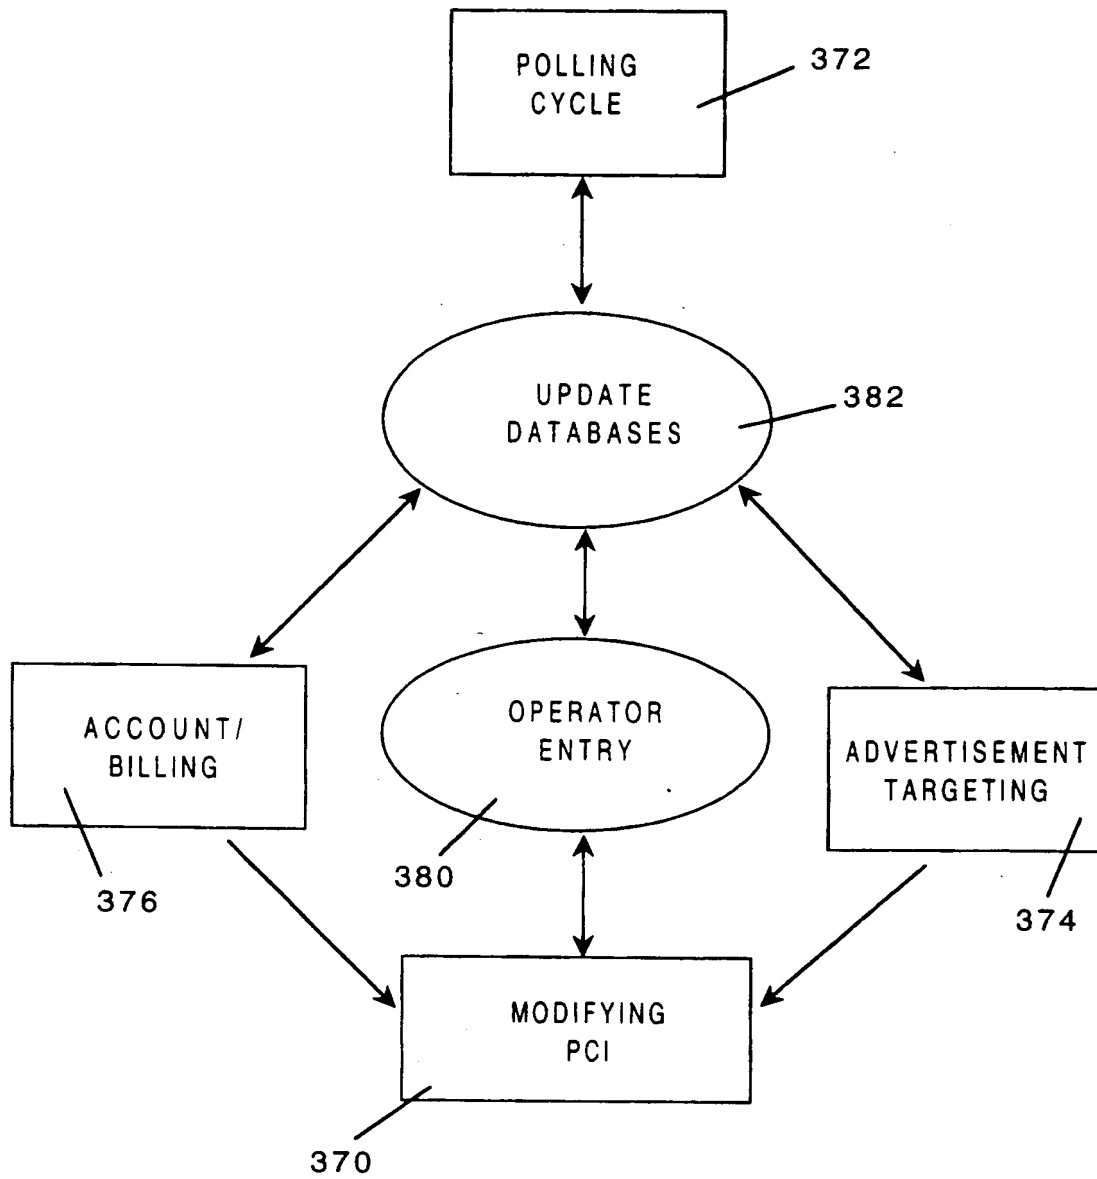 POLLING
CYCLE
372
UPDATE
DATABASES
382
ACCOUNT/
BILLING
376
OPERATOR
ENTRY
380
ADVERTISEMENT
TARGETING
374
MODIFYING
PCI
370